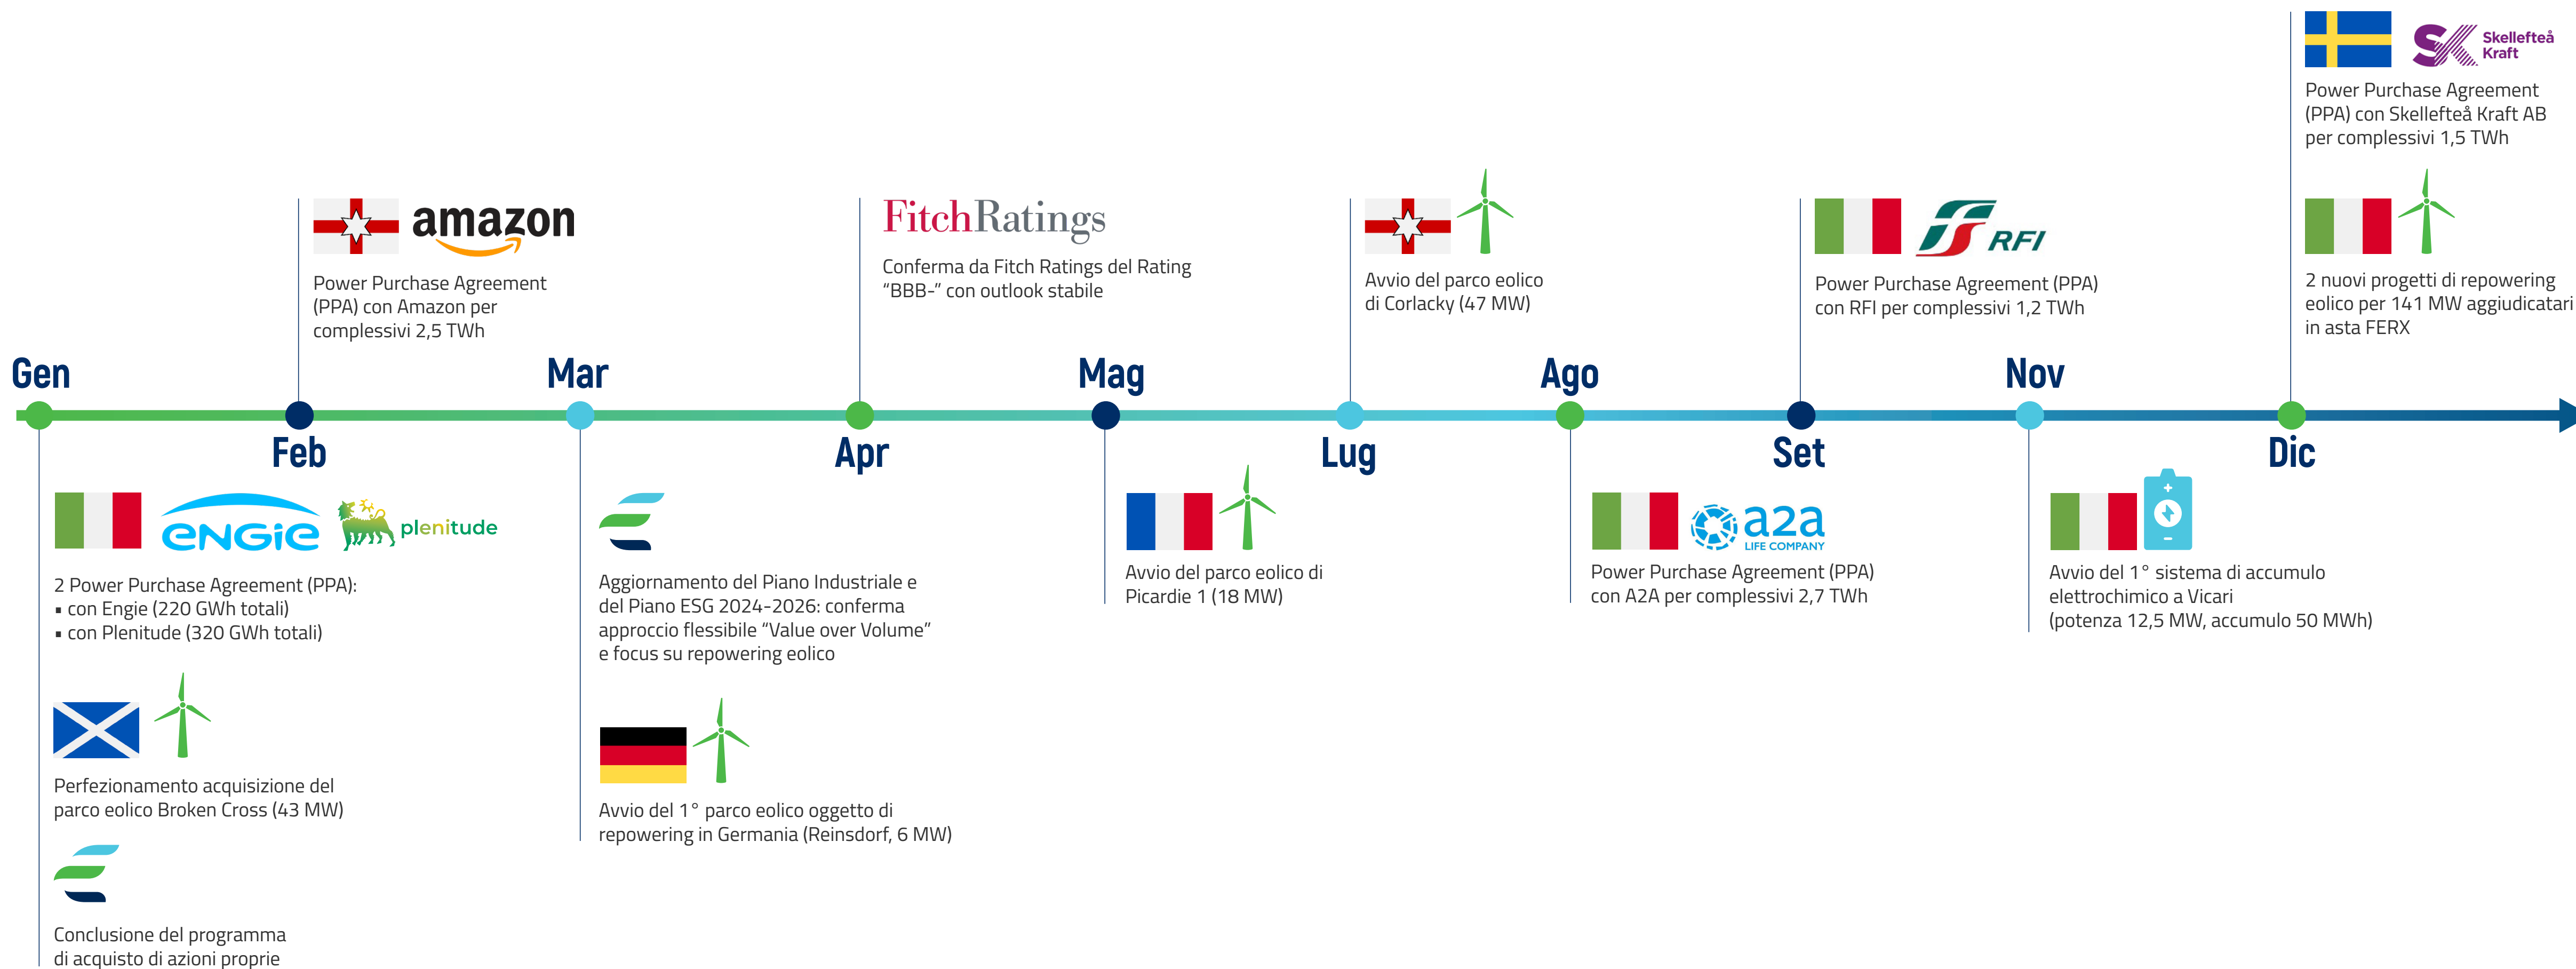 Gen
2 Power Purchase Agreement (PPA):
▪ con Engie (220 GWh totali)
▪ con Plenitude (320 GWh totali)
ENGIE
plenitude
Perfezionamento acquisizione del
parco eolico Broken Cross (43 MW)
Conclusione del programma
di acquisto di azioni proprie
Feb
amazon
Power Purchase Agreement
(PPA) con Amazon per
complessivi 2,5 TWh
Mar
Aggiornamento del Piano Industriale e
del Piano ESG 2024-2026: conferma
approccio flessibile “Value over Volume”
e focus su repowering eolico
Avvio del 1° parco eolico oggetto di
repowering in Germania (Reinsdorf, 6 MW)
Apr
FitchRatings
Conferma da Fitch Ratings del Rating
“BBB-” con outlook stabile
Mag
Avvio del parco eolico di
Picardie 1 (18 MW)
Lug
Avvio del parco eolico
di Corlacky (47 MW)
Ago
a2a
LIFE COMPANY
Power Purchase Agreement (PPA)
con A2A per complessivi 2,7 TWh
Set
RFI
Power Purchase Agreement (PPA)
con RFI per complessivi 1,2 TWh
Nov
Avvio del 1° sistema di accumulo
elettrochimico a Vicari
(potenza 12,5 MW, accumulo 50 MWh)
Dic
SK
Skellefteå
Kraft
Power Purchase Agreement
(PPA) con Skellefteå Kraft AB
per complessivi 1,5 TWh
2 nuovi progetti di repowering
eolico per 141 MW aggiudicatari
in asta FERX